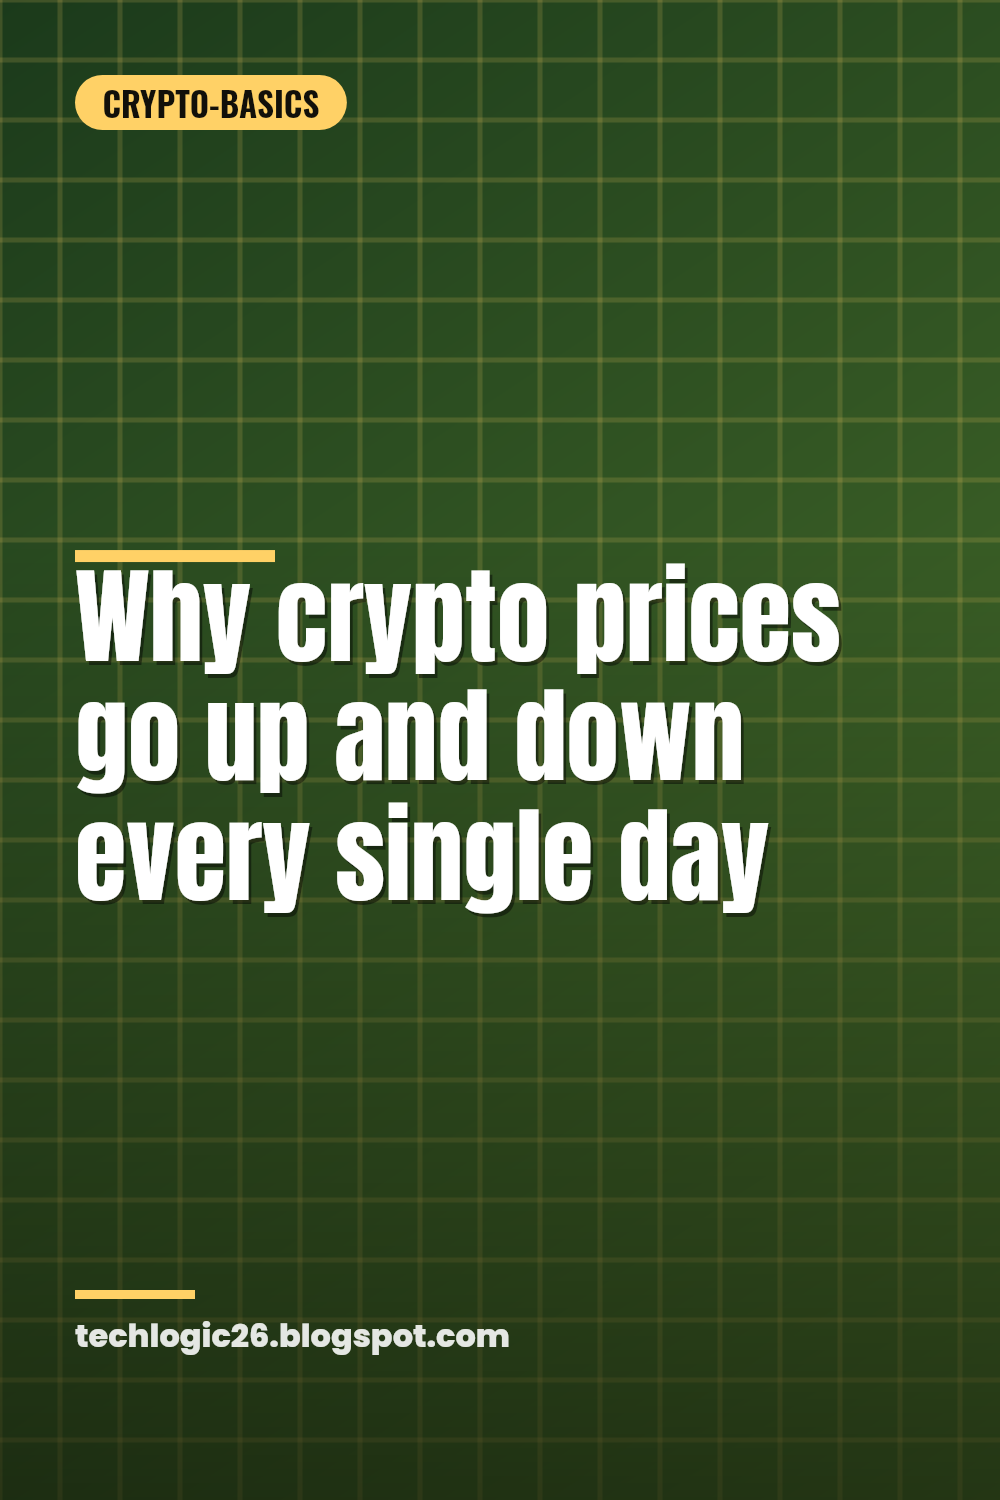 CRYPTO-BASICS
Why crypto prices
go up and down
every single day
techlogic26.blogspot.com